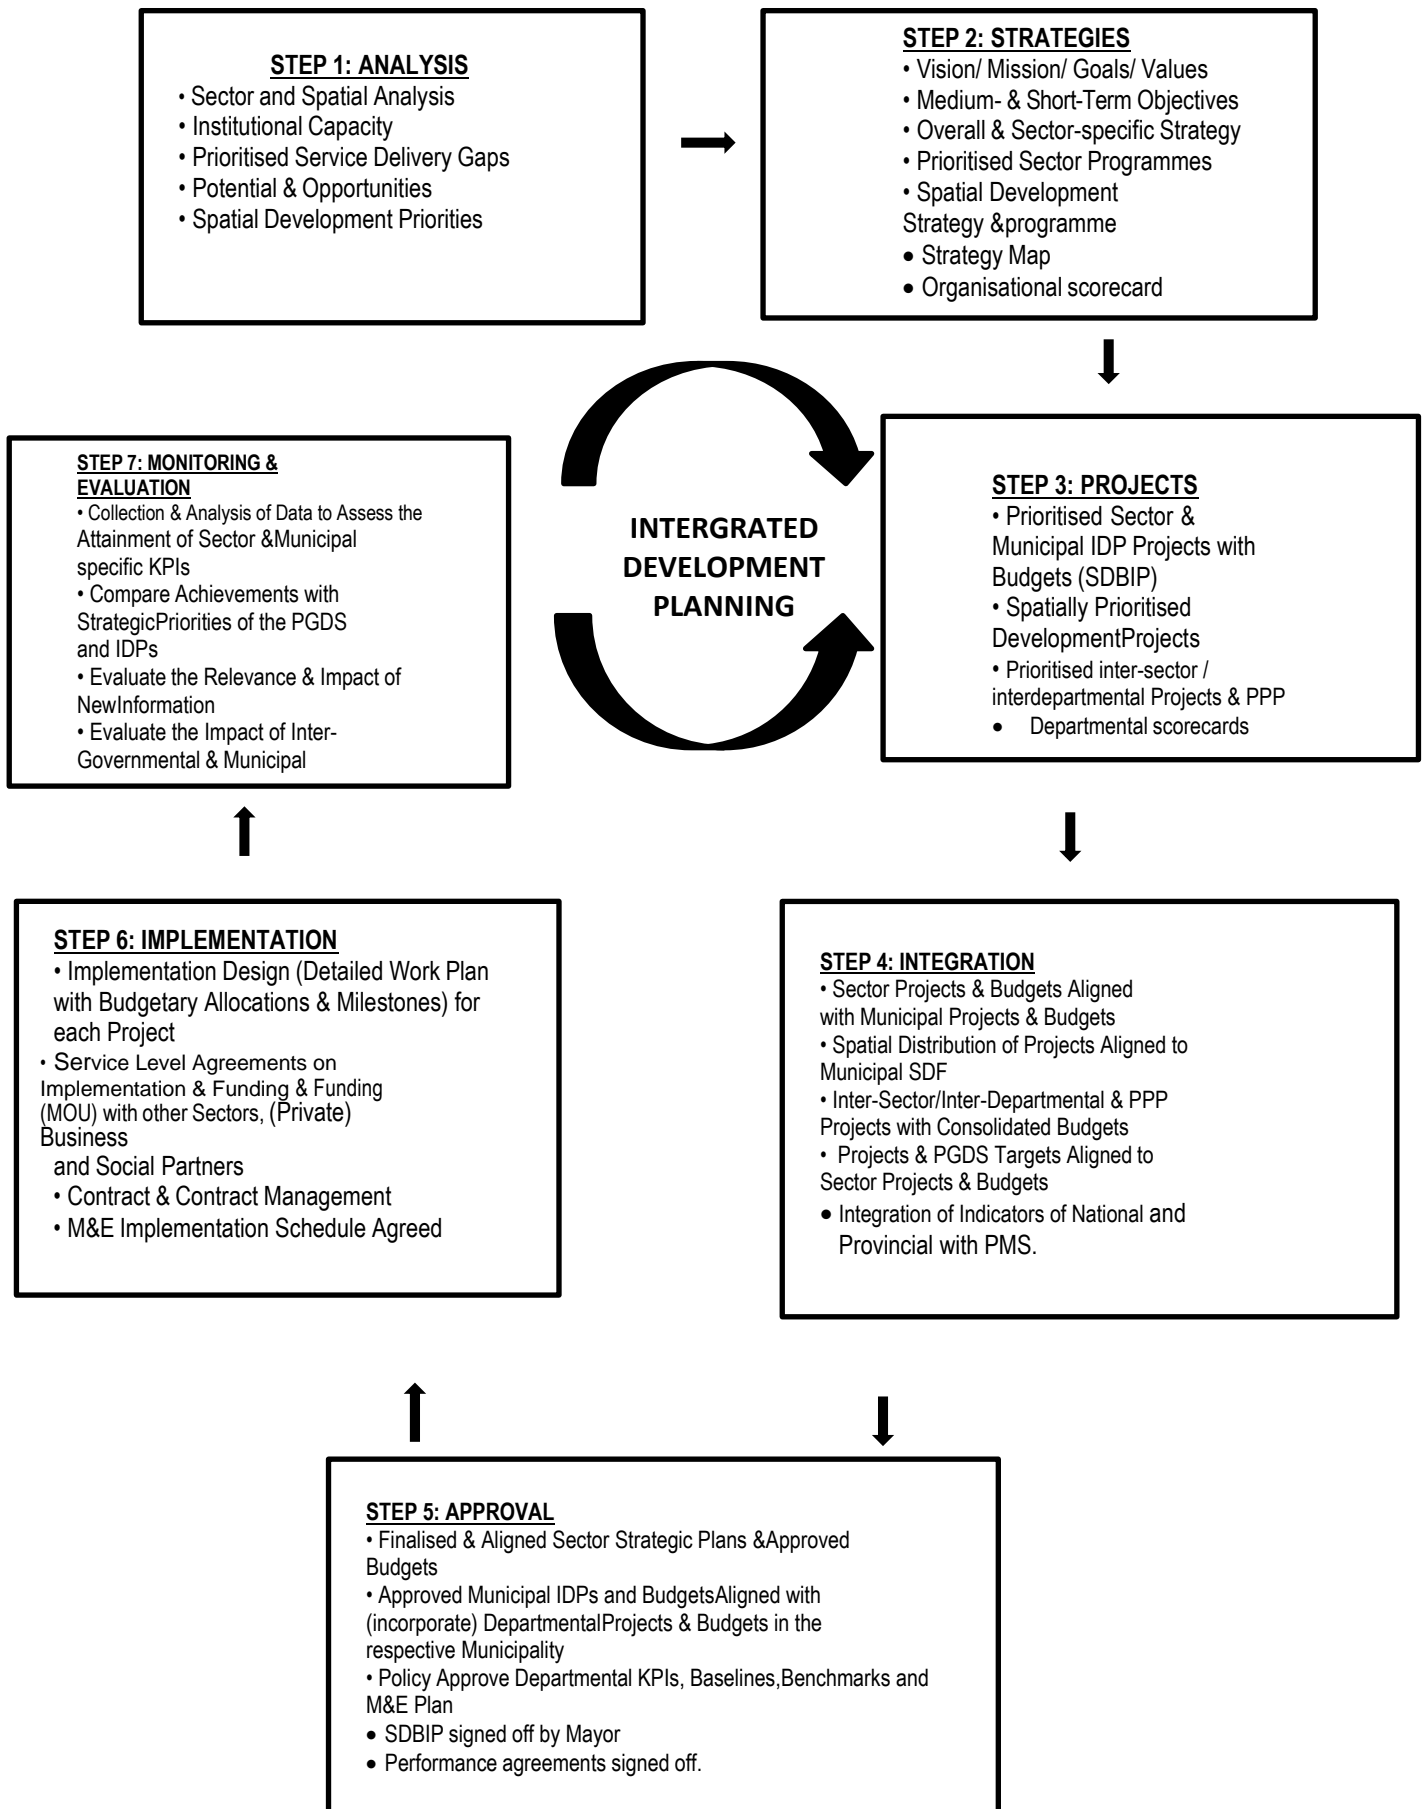 STEP 1: ANALYSIS
• Sector and Spatial Analysis
• Institutional Capacity
• Prioritised Service Delivery Gaps
• Potential & Opportunities
• Spatial Development Priorities
STEP 2: STRATEGIES
• Vision/ Mission/ Goals/ Values
• Medium- & Short-Term Objectives
• Overall & Sector-specific Strategy
• Prioritised Sector Programmes
• Spatial Development
Strategy &programme
• Strategy Map
• Organisational scorecard
INTERGRATED
DEVELOPMENT
PLANNING
STEP 3: PROJECTS
• Prioritised Sector &
Municipal IDP Projects with
Budgets (SDBIP)
• Spatially Prioritised
DevelopmentProjects
• Prioritised inter-sector /
interdepartmental Projects & PPP
• Departmental scorecards
STEP 4: INTEGRATION
• Sector Projects & Budgets Aligned
with Municipal Projects & Budgets
• Spatial Distribution of Projects Aligned to
Municipal SDF
• Inter-Sector/Inter-Departmental & PPP
Projects with Consolidated Budgets
• Projects & PGDS Targets Aligned to
Sector Projects & Budgets
• Integration of Indicators of National and
Provincial with PMS.
STEP 5: APPROVAL
• Finalised & Aligned Sector Strategic Plans &Approved
Budgets
• Approved Municipal IDPs and BudgetsAligned with
(incorporate) DepartmentalProjects & Budgets in the
respective Municipality
• Policy Approve Departmental KPIs, Baselines,Benchmarks and
M&E Plan
• SDBIP signed off by Mayor
• Performance agreements signed off.
STEP 6: IMPLEMENTATION
• Implementation Design (Detailed Work Plan
with Budgetary Allocations & Milestones) for
each Project
• Service Level Agreements on
Implementation & Funding & Funding
(MOU) with other Sectors, (Private)
Business
and Social Partners
• Contract & Contract Management
• M&E Implementation Schedule Agreed
STEP 7: MONITORING &
EVALUATION
• Collection & Analysis of Data to Assess the
Attainment of Sector &Municipal
specific KPIs
• Compare Achievements with
StrategicPriorities of the PGDS
and IDPs
• Evaluate the Relevance & Impact of
NewInformation
• Evaluate the Impact of Inter-
Governmental & Municipal